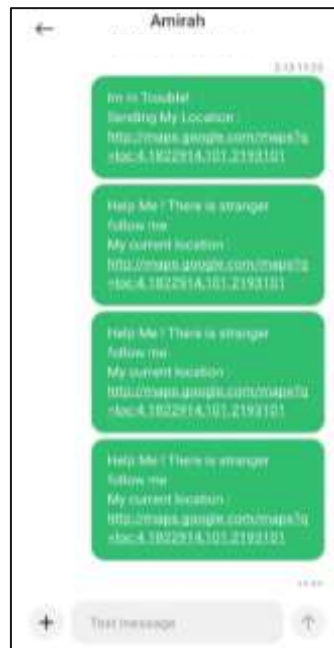 Amirah
Im in Trouble!
Sending My Location :
http://maps.google.com/maps?q
=loc:4.1822914,101.2193101
Help Me ! There is stranger
follow me
My current location :
http://maps.google.com/maps?q
=loc:4.1822914,101.2193101
Help Me ! There is stranger
follow me
My current location :
http://maps.google.com/maps?q
=loc:4.1822914,101.2193101
Help Me ! There is stranger
follow me
My current location :
http://maps.google.com/maps?q
=loc:4.1822914,101.2193101
Text message